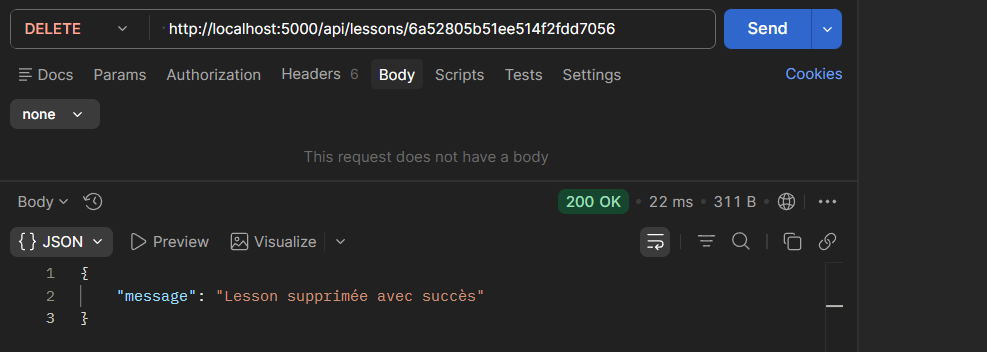 DELETE http://localhost:5000/api/lessons/6a52805b51ee514f2fdd7056 Send
Docs Params Authorization Headers 6 Body Scripts Tests Settings Cookies
none
This request does not have a body
Body 200 OK • 22 ms • 311 B •
{} JSON Preview Visualize
1 {
2 "message": "Lesson supprimée avec succès"
3 }